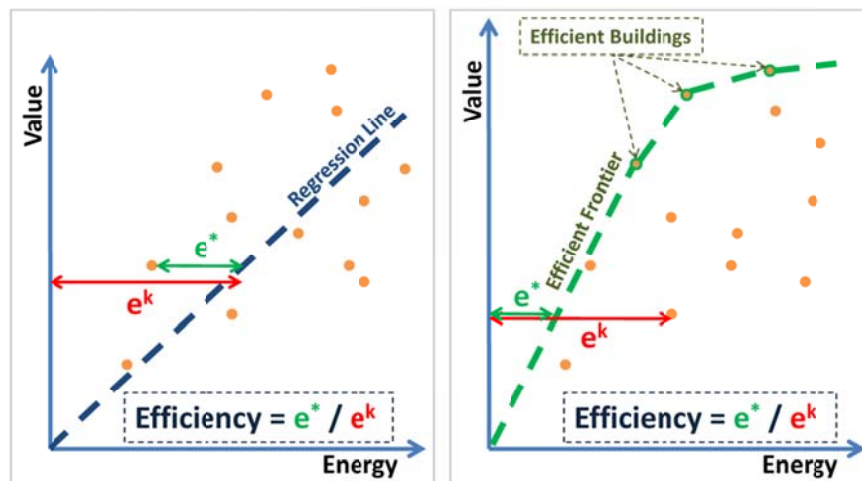 Value
Regression Line
e*
e^k
Efficiency = e* / e^k
Energy
Efficient Buildings
Value
Efficient Frontier
e*
e^k
Efficiency = e* / e^k
Energy